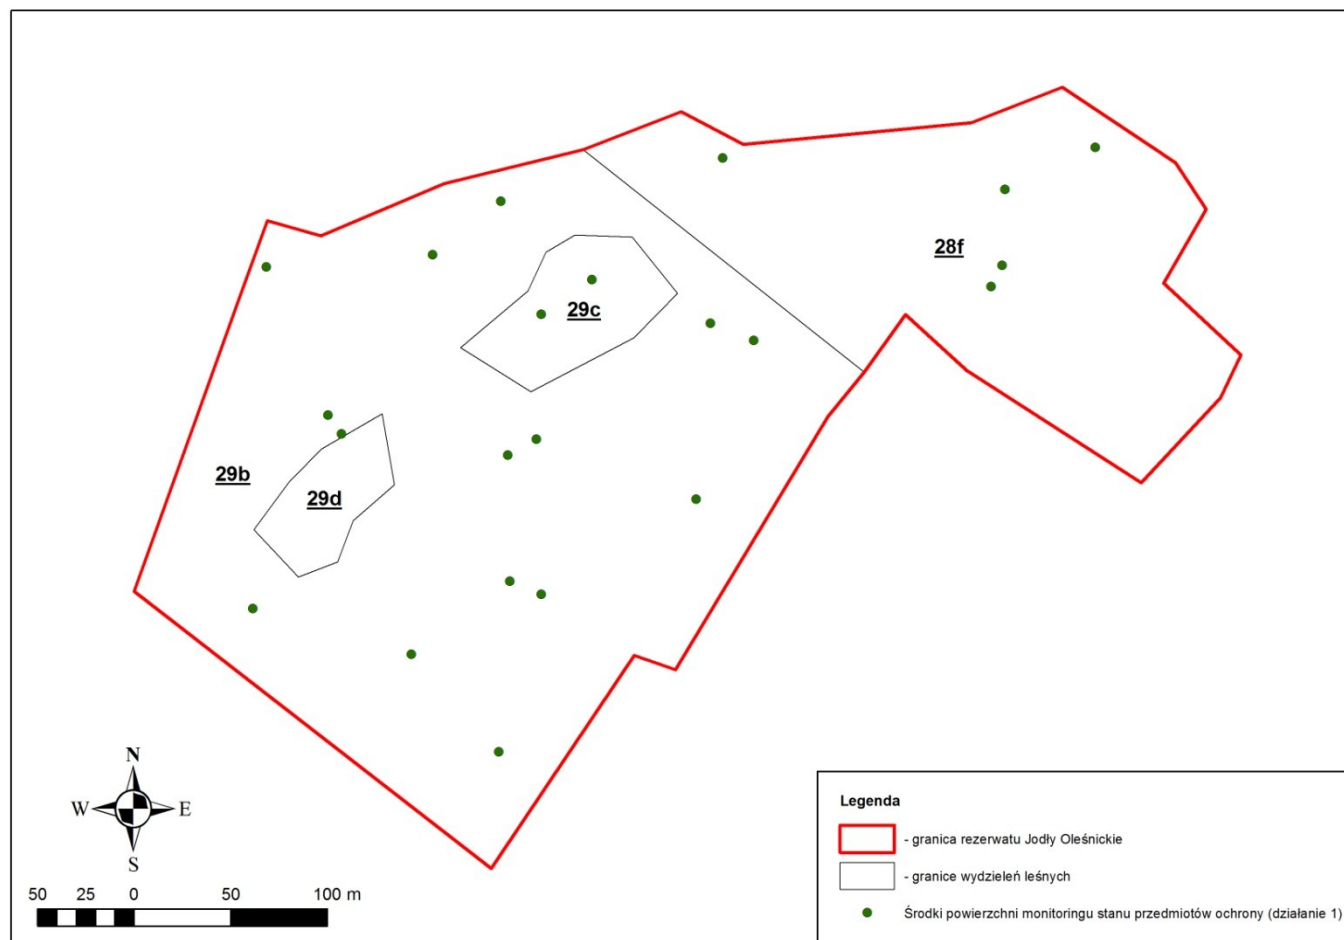 28f
29c
29b
29d
N
W E
S
50 25 0 50 100 m
Legenda
- granica rezerwatu Jodły Oleśnickie
- granice wydzieleń leśnych
Środki powierzchni monitoringu stanu przedmiotów ochrony (działanie 1)